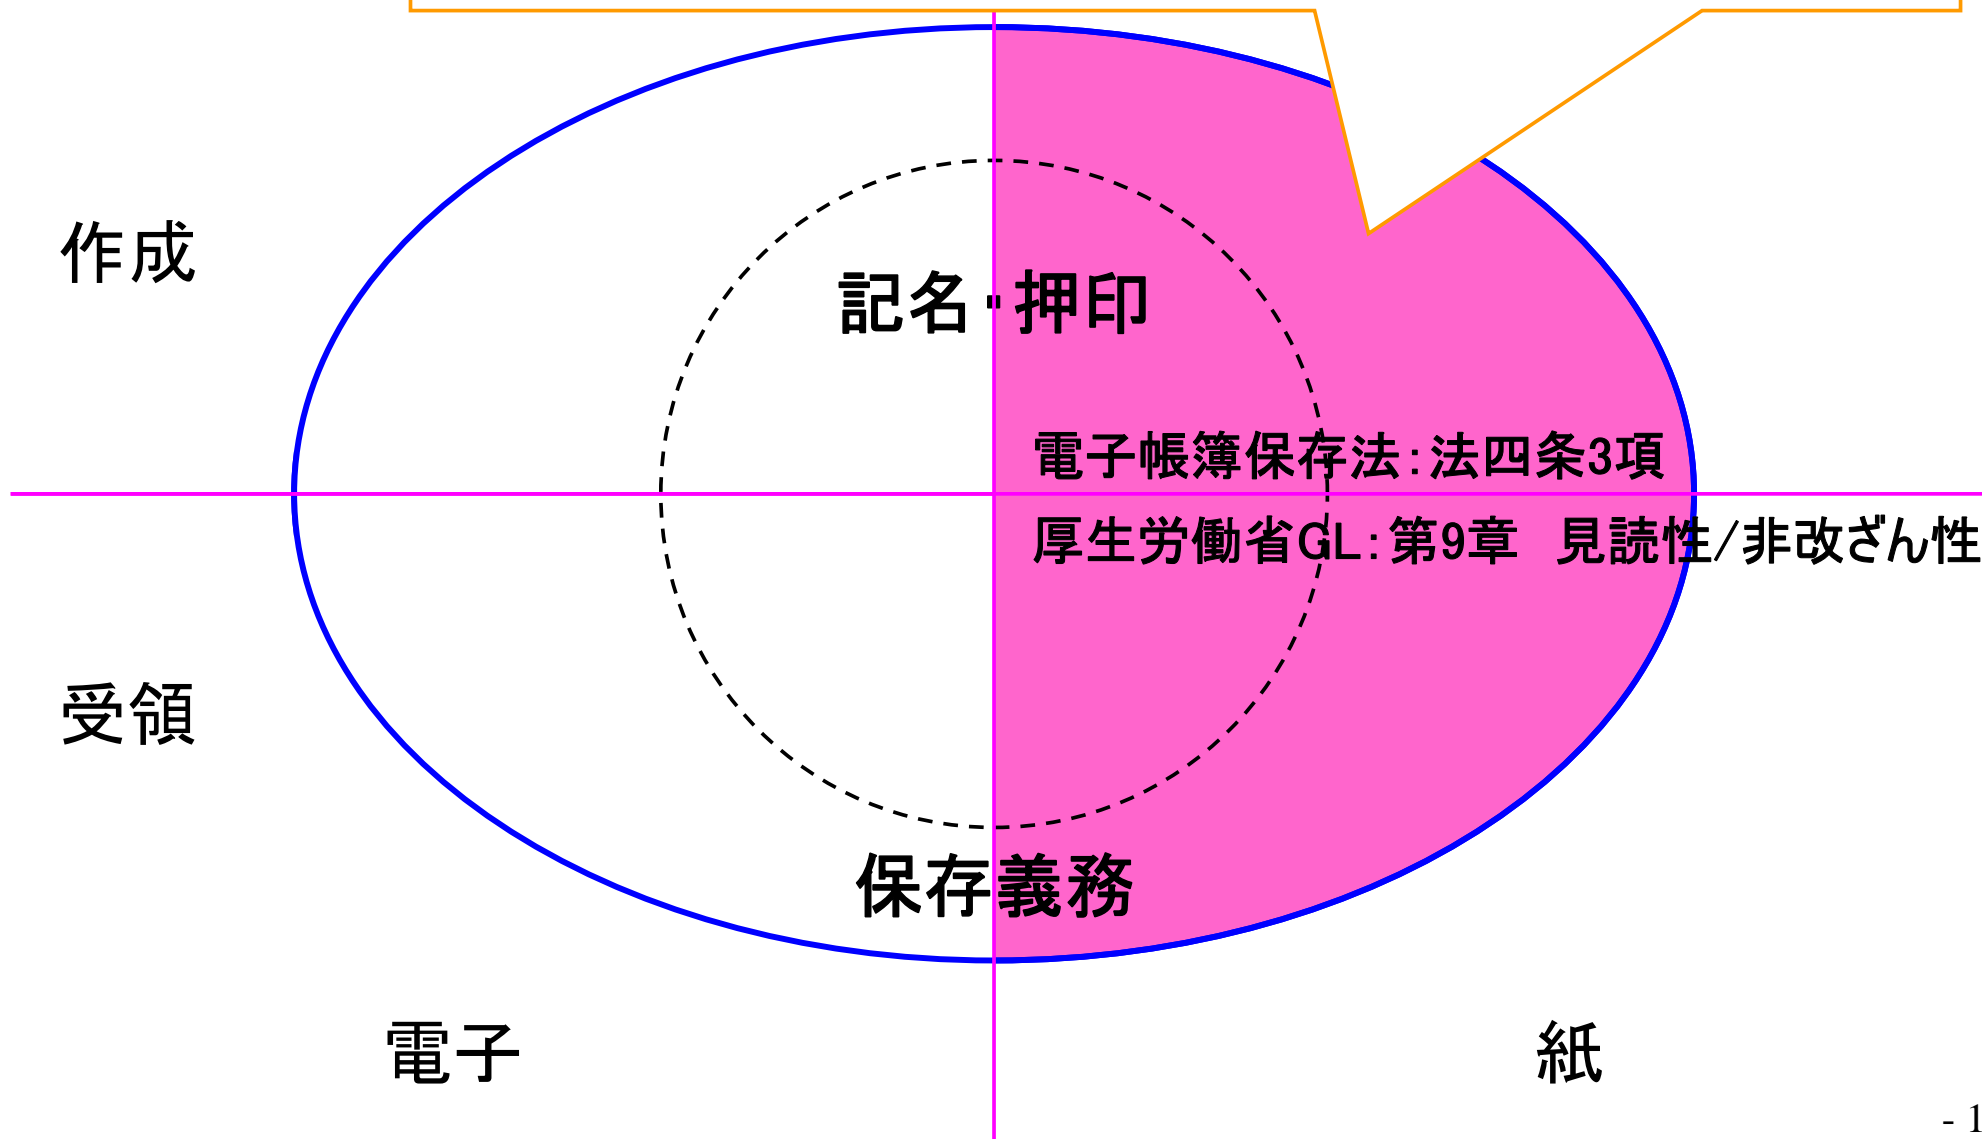 作成
記名・押印
電子帳簿保存法：法四条3項
厚生労働省GL：第9章　見読性/非改ざん性
受領
保存義務
電子
紙
- 1